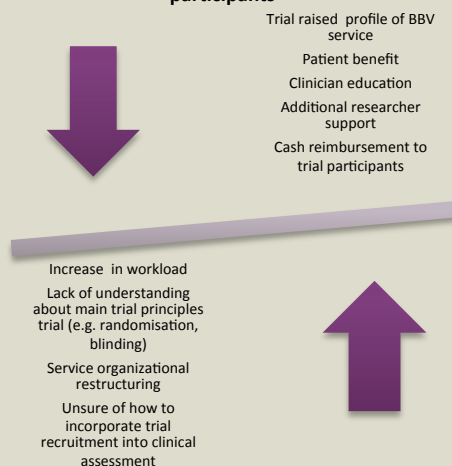 participants
Trial raised profile of BBV
service
Patient benefit
Clinician education
Additional researcher
support
Cash reimbursement to
trial participants
Increase in workload
Lack of understanding
about main trial principles
trial (e.g. randomisation,
blinding)
Service organizational
restructuring
Unsure of how to
incorporate trial
recruitment into clinical
assessment